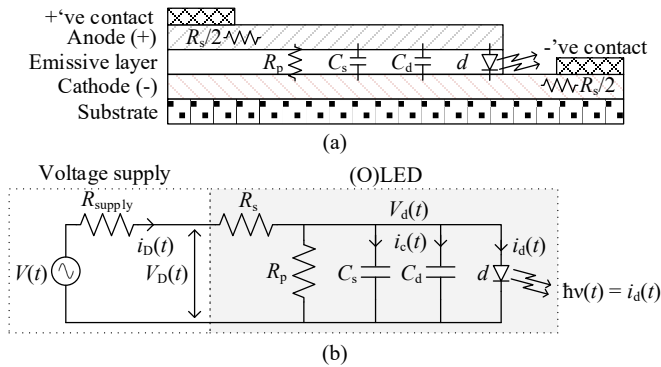 +‘ve contact
Anode (+) Rs/2
Emissive layer Rp Cs Cd d -’ve contact
Cathode (-) Rs/2
Substrate
(a)
Voltage supply (O)LED
Rsupply Rs Vd(t)
iD(t) ic(t) id(t)
V(t) VD(t) Rp Cs Cd d
ħν(t) = id(t)
(b)